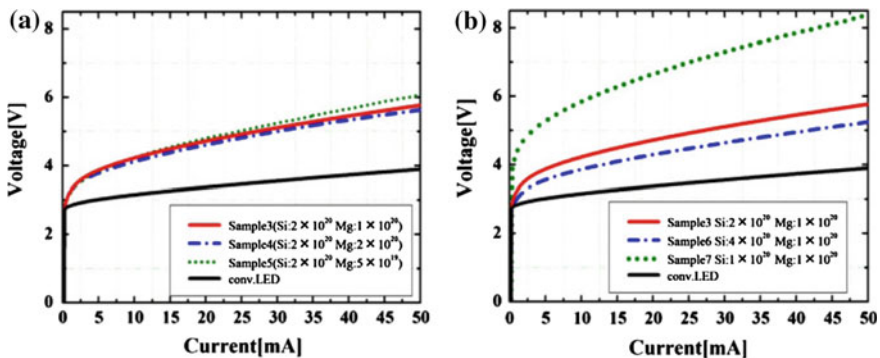 (a)
Voltage[V]
8
6
4
2
0
Sample3(Si:2 × 10²⁰ Mg:1 × 10²⁰)
Sample4(Si:2 × 10²⁰ Mg:2 × 10²⁰)
Sample5(Si:2 × 10²⁰ Mg:5 × 10¹⁹)
conv.LED
0 5 10 15 20 25 30 35 40 45 50
Current[mA]
(b)
Voltage[V]
8
6
4
2
0
Sample3 Si:2 × 10²⁰ Mg:1 × 10²⁰
Sample6 Si:4 × 10²⁰ Mg:1 × 10²⁰
Sample7 Si:1 × 10²⁰ Mg:1 × 10²⁰
conv.LED
0 5 10 15 20 25 30 35 40 45 50
Current[mA]